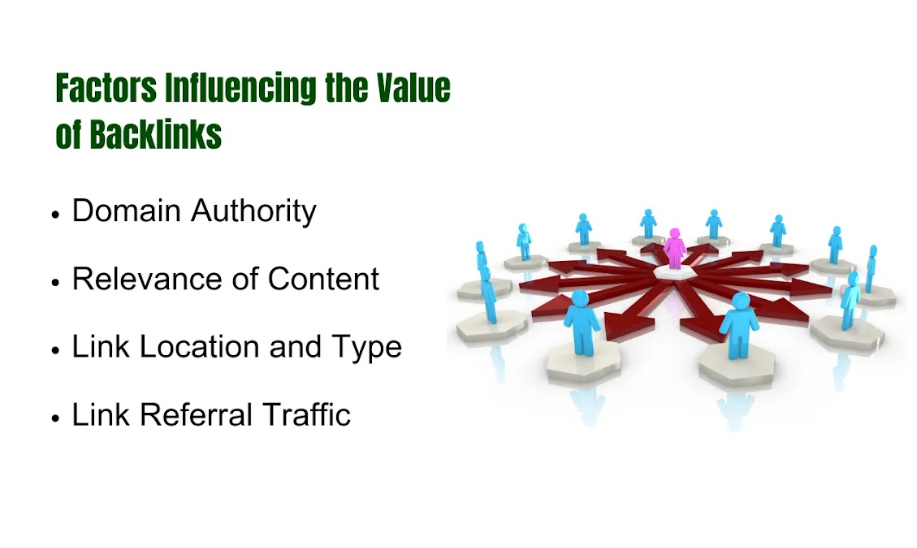 Factors Influencing the Value
of Backlinks
• Domain Authority
• Relevance of Content
• Link Location and Type
• Link Referral Traffic